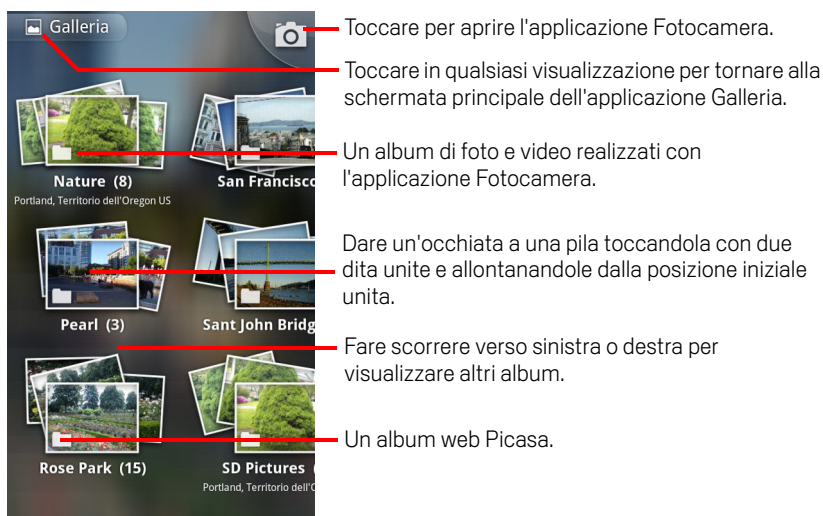 Galleria
Toccare per aprire l'applicazione Fotocamera.
Toccare in qualsiasi visualizzazione per tornare alla
schermata principale dell'applicazione Galleria.
Un album di foto e video realizzati con
l'applicazione Fotocamera.
Nature (8)
San Francisco
Portland, Territorio dell'Oregon US
Dare un'occhiata a una pila toccandola con due
dita unite e allontanandole dalla posizione iniziale
unita.
Pearl (3)
Sant John Bridg
Fare scorrere verso sinistra o destra per
visualizzare altri album.
Un album web Picasa.
Rose Park (15)
SD Pictures (
Portland, Territorio dell'O